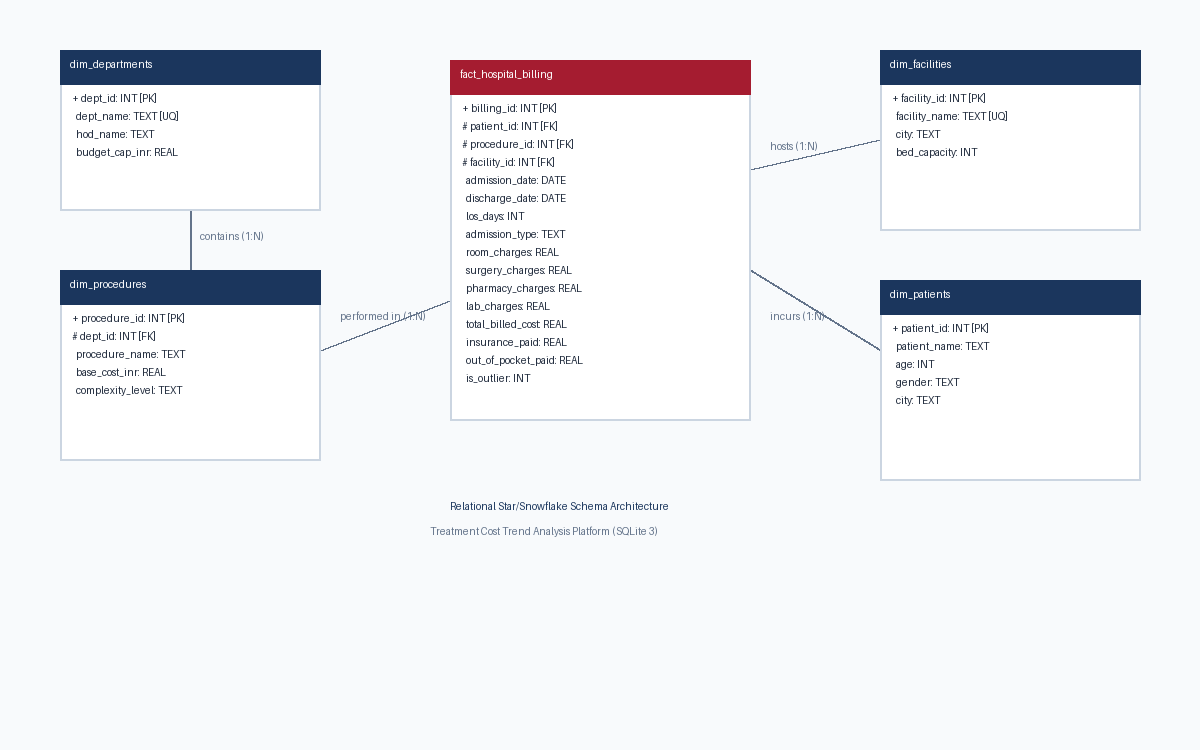 dim_departments
+ dept_id: INT [PK]
dept_name: TEXT [UQ]
hod_name: TEXT
budget_cap_inr: REAL
contains (1:N)
dim_procedures
+ procedure_id: INT [PK]
# dept_id: INT [FK]
procedure_name: TEXT
base_cost_inr: REAL
complexity_level: TEXT
performed in (1:N)
fact_hospital_billing
+ billing_id: INT [PK]
# patient_id: INT [FK]
# procedure_id: INT [FK]
# facility_id: INT [FK]
admission_date: DATE
discharge_date: DATE
los_days: INT
admission_type: TEXT
room_charges: REAL
surgery_charges: REAL
pharmacy_charges: REAL
lab_charges: REAL
total_billed_cost: REAL
insurance_paid: REAL
out_of_pocket_paid: REAL
is_outlier: INT
hosts (1:N)
incurs (1:N)
dim_facilities
+ facility_id: INT [PK]
facility_name: TEXT [UQ]
city: TEXT
bed_capacity: INT
dim_patients
+ patient_id: INT [PK]
patient_name: TEXT
age: INT
gender: TEXT
city: TEXT
Relational Star/Snowflake Schema Architecture
Treatment Cost Trend Analysis Platform (SQLite 3)